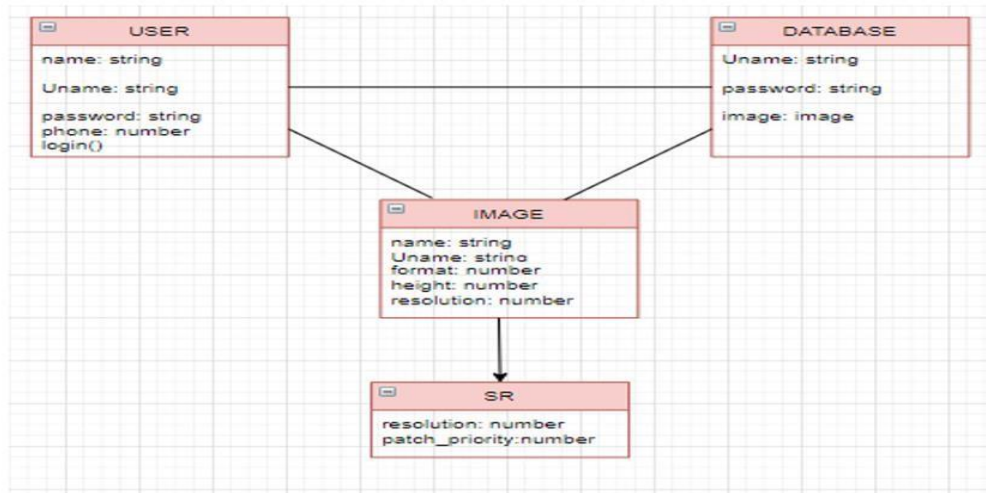 USER
name: string
Uname: string
password: string
phone: number
login()
DATABASE
Uname: string
password: string
image: image
IMAGE
name: string
Uname: string
format: number
height: number
resolution: number
SR
resolution: number
patch_priority:number